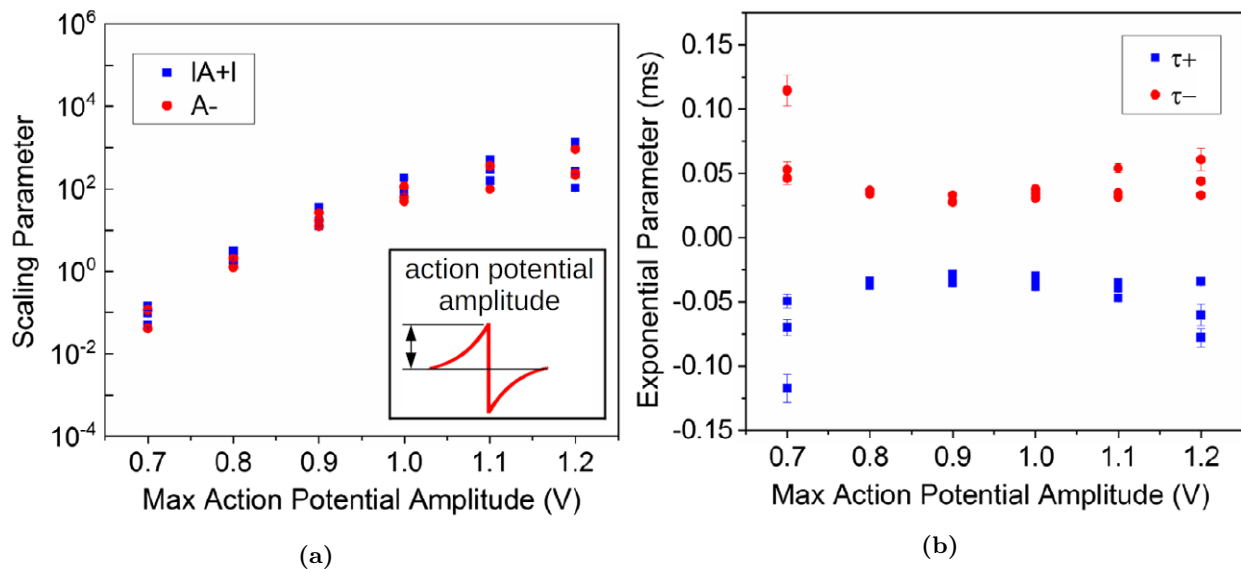 10^6
10^4
10^2
10^0
10^-2
10^-4
Scaling Parameter
|A+|
A-
action potential
amplitude
0.7 0.8 0.9 1.0 1.1 1.2
Max Action Potential Amplitude (V)
(a)
0.15
0.10
0.05
0.00
-0.05
-0.10
-0.15
Exponential Parameter (ms)
τ+
τ−
0.7 0.8 0.9 1.0 1.1 1.2
Max Action Potential Amplitude (V)
(b)